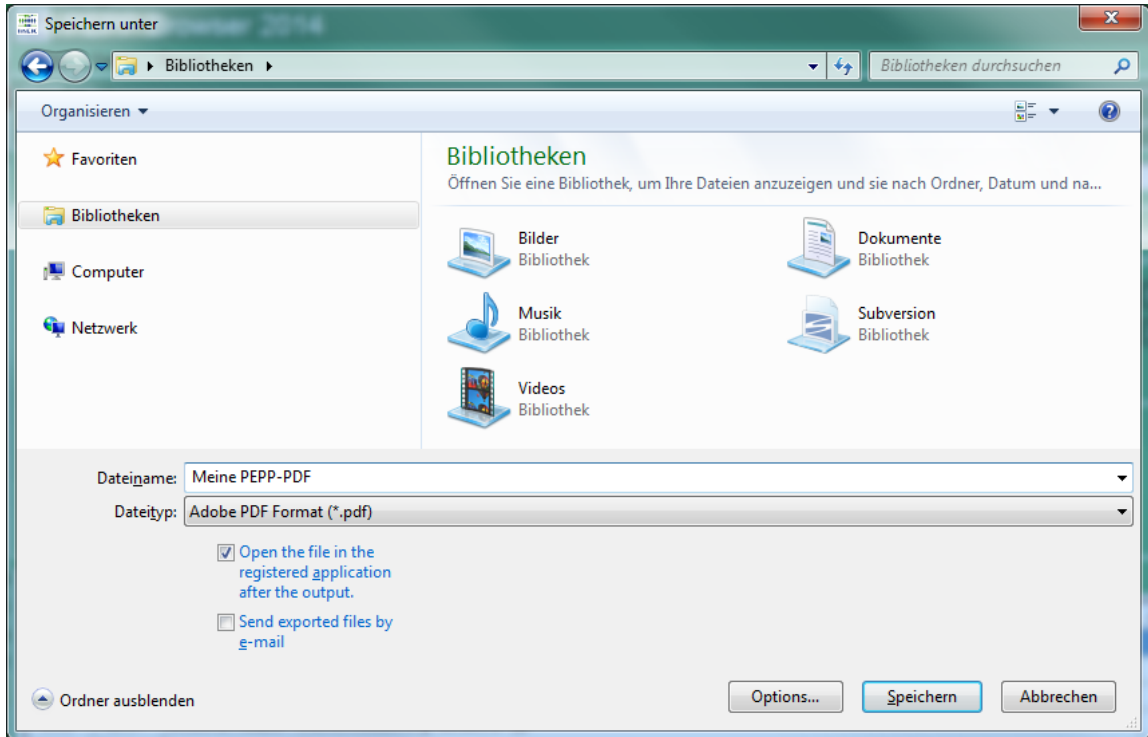 Speichern unter
Browser 2014
Bibliotheken
Bibliotheken durchsuchen
Organisieren
Favoriten
Bibliotheken
Computer
Netzwerk
Bibliotheken
Öffnen Sie eine Bibliothek, um Ihre Dateien anzuzeigen und sie nach Ordner, Datum und na...
Bilder
Bibliothek
Dokumente
Bibliothek
Musik
Bibliothek
Subversion
Bibliothek
Videos
Bibliothek
Dateiname: Meine PEPP-PDF
Dateityp: Adobe PDF Format (*.pdf)
Open the file in the
registered application
after the output.
Send exported files by
e-mail
Ordner ausblenden
Options... Speichern Abbrechen